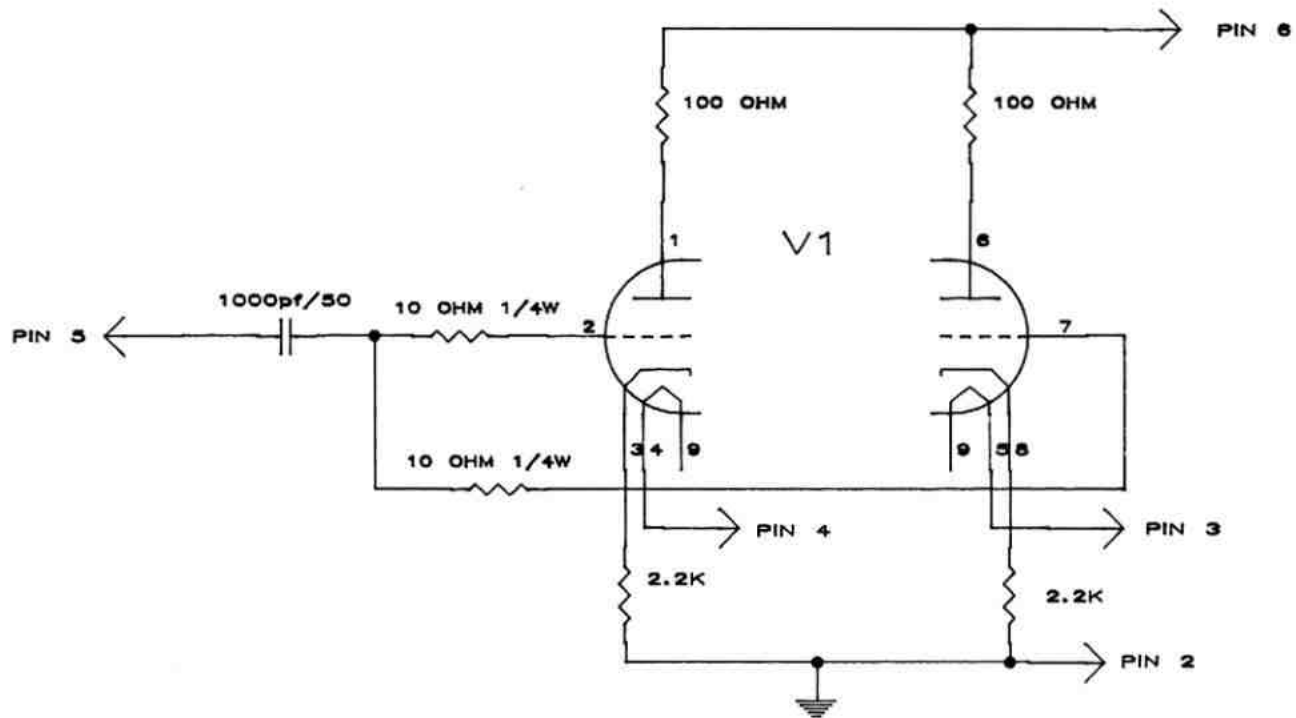 PIN 6
100 OHM
100 OHM
1
V1
6
1000pf/50
10 OHM 1/4W
PIN 5
2
7
3 4
9
9
5 8
10 OHM 1/4W
PIN 4
PIN 3
2.2K
2.2K
PIN 2